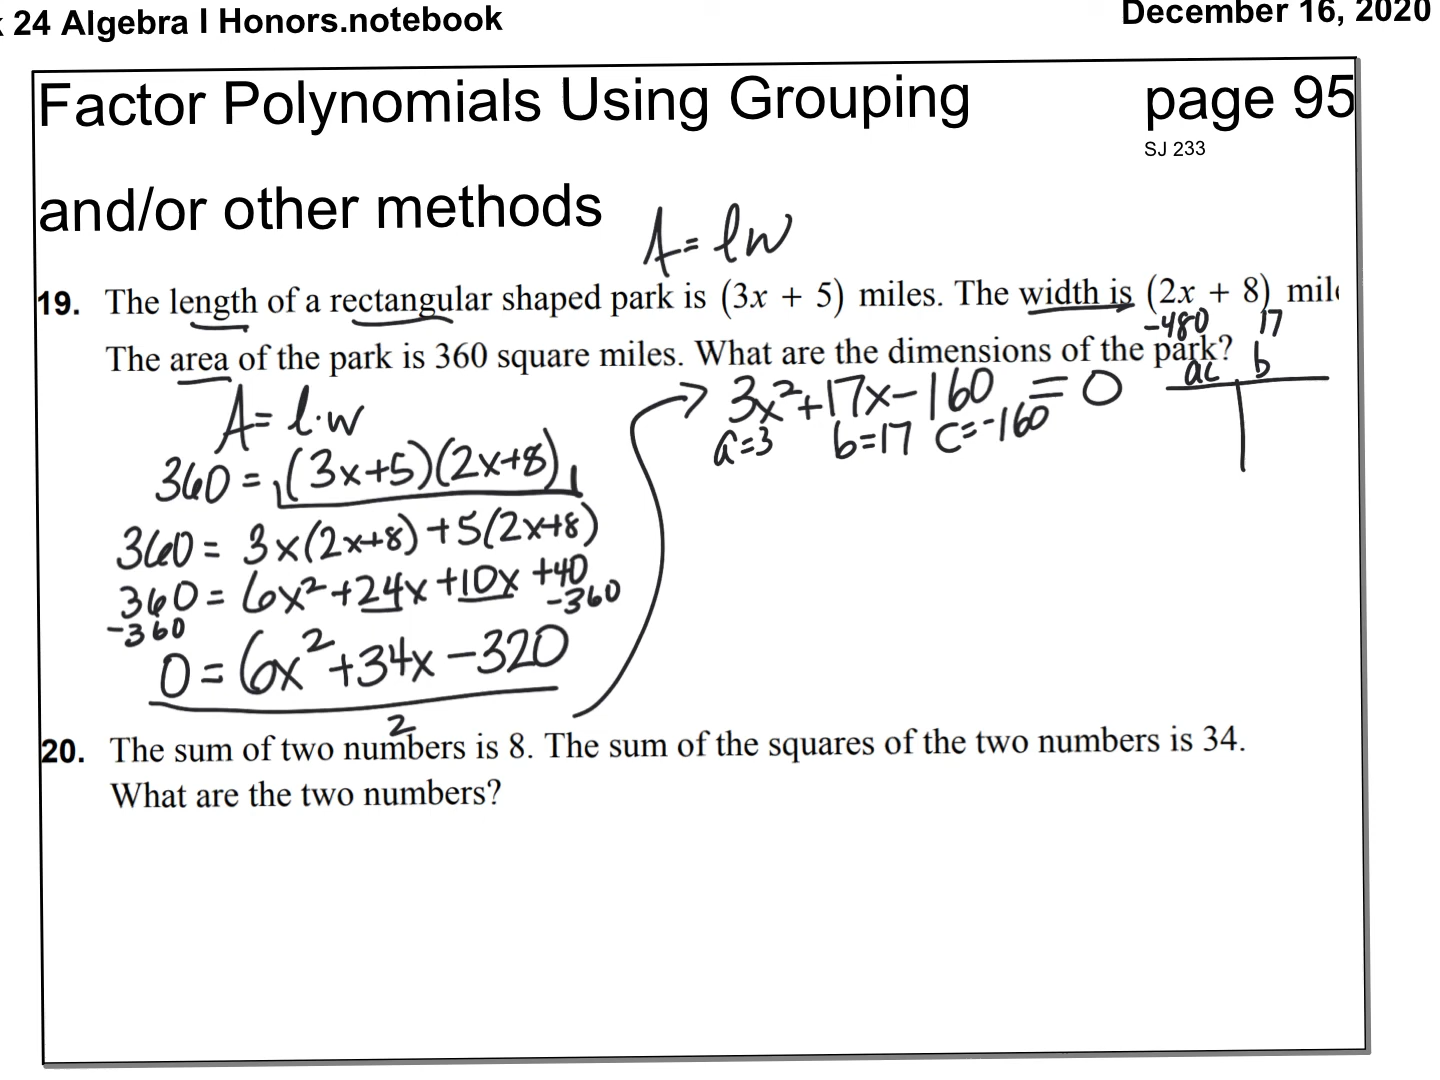 24 Algebra I Honors.notebook
December 16, 2020
Factor Polynomials Using Grouping
page 95
SJ 233
and/or other methods
A = lw
19. The length of a rectangular shaped park is (3x + 5) miles. The width is (2x + 8) mil
-480 17
The area of the park is 360 square miles. What are the dimensions of the park?
ac b
A = l·w
3x²+17x-160 = 0
a=3 b=17 c=-160
360 = (3x+5)(2x+8)
360 = 3x(2x+8)+5(2x+8)
360 = 6x²+24x+10x+40
-360 -360
0 = 6x²+34x-320
2
20. The sum of two numbers is 8. The sum of the squares of the two numbers is 34.
What are the two numbers?